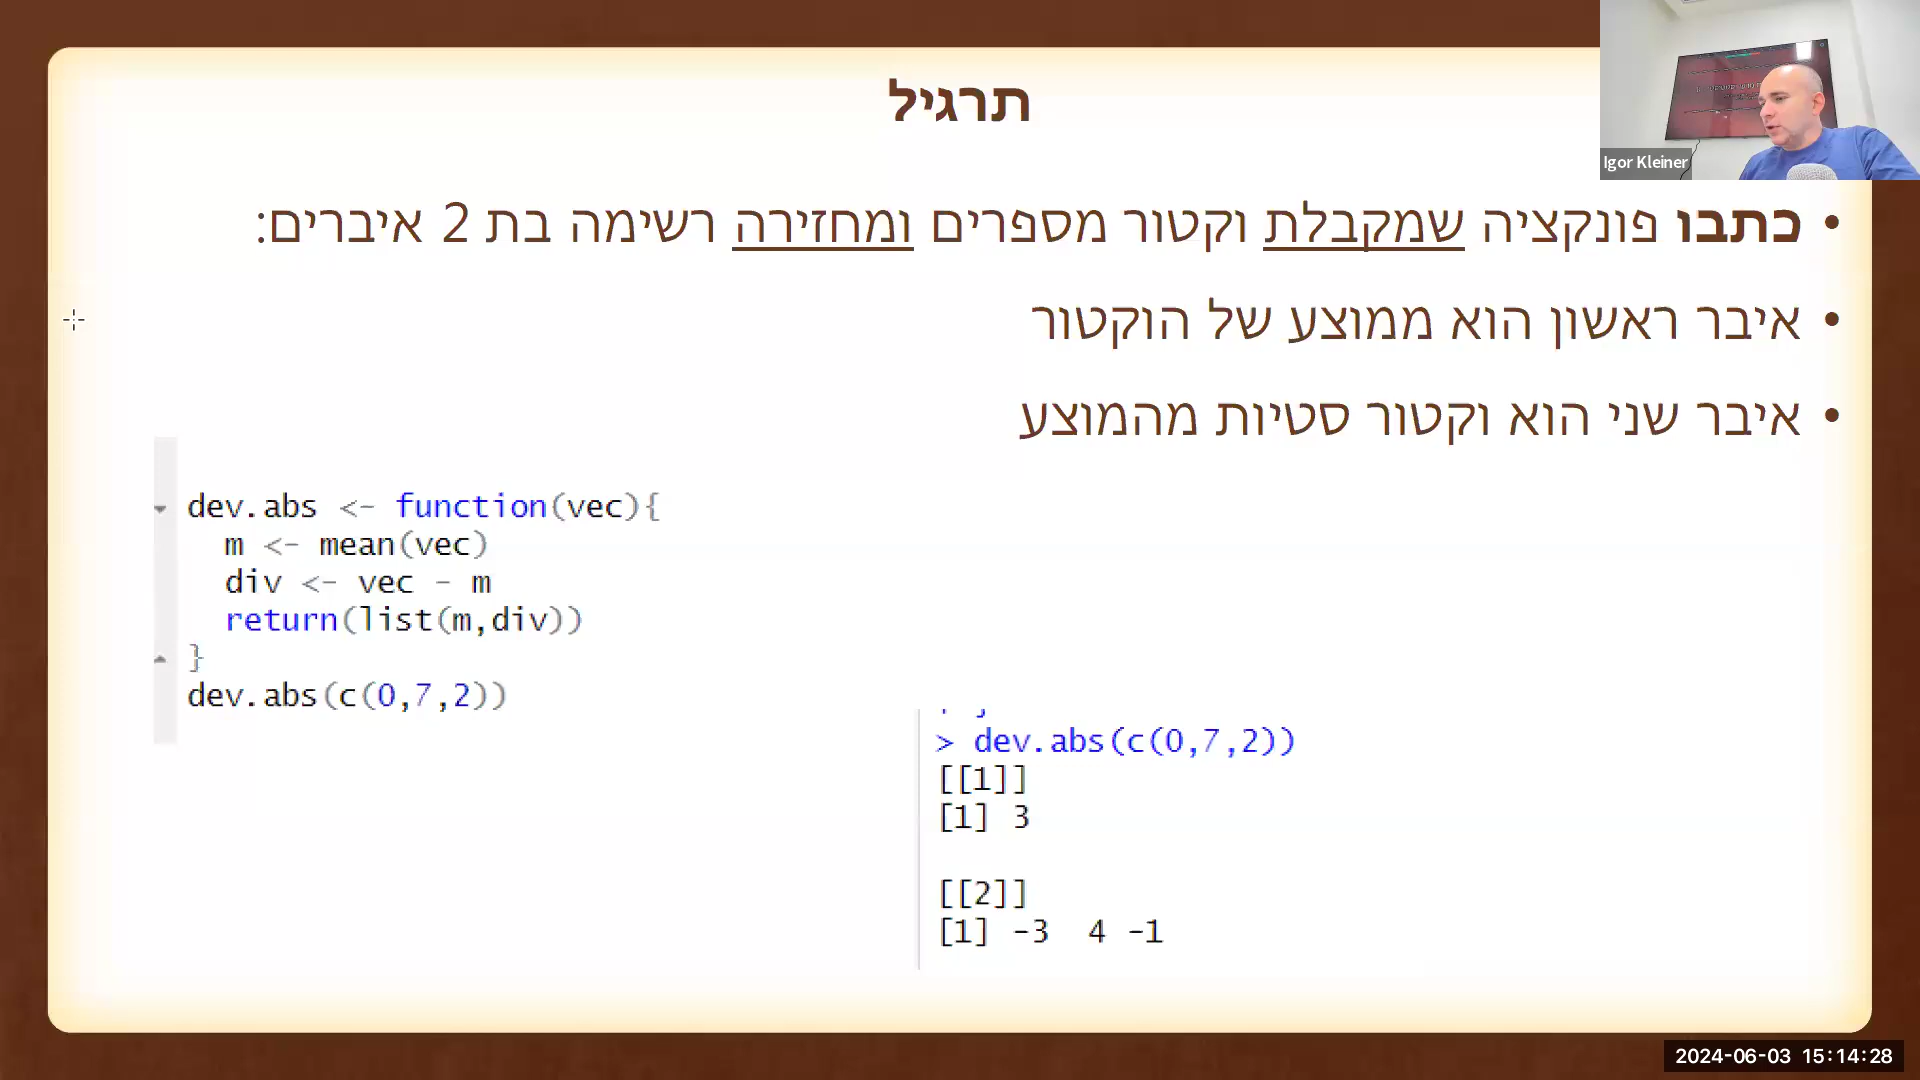 תרגיל
Igor Kleiner
• כתבו פונקציה שמקבלת וקטור מספרים ומחזירה רשימה בת 2 איברים:
• איבר ראשון הוא ממוצע של הוקטור
• איבר שני הוא וקטור סטיות מהמוצע
dev.abs <- function(vec){
  m <- mean(vec)
  div <- vec - m
  return(list(m,div))
}
dev.abs(c(0,7,2))
> dev.abs(c(0,7,2))
[[1]]
[1] 3
[[2]]
[1] -3  4 -1
2024-06-03 15:14:28